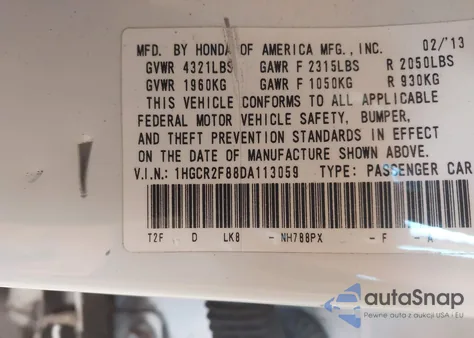 MFD. BY HONDA OF AMERICA MFG., INC. 02/'13
GVWR 4321LBS GAWR F 2315LBS R 2050LBS
GVWR 1960KG GAWR F 1050KG R 930KG
THIS VEHICLE CONFORMS TO ALL APPLICABLE
FEDERAL MOTOR VEHICLE SAFETY, BUMPER,
AND THEFT PREVENTION STANDARDS IN EFFECT
ON THE DATE OF MANUFACTURE SHOWN ABOVE.
V.I.N.: 1HGCR2F88DA113059 TYPE: PASSENGER CAR
T2F D LK8 - NH788PX - F - A
autoSnap
Pewne auta z aukcji USA i EU